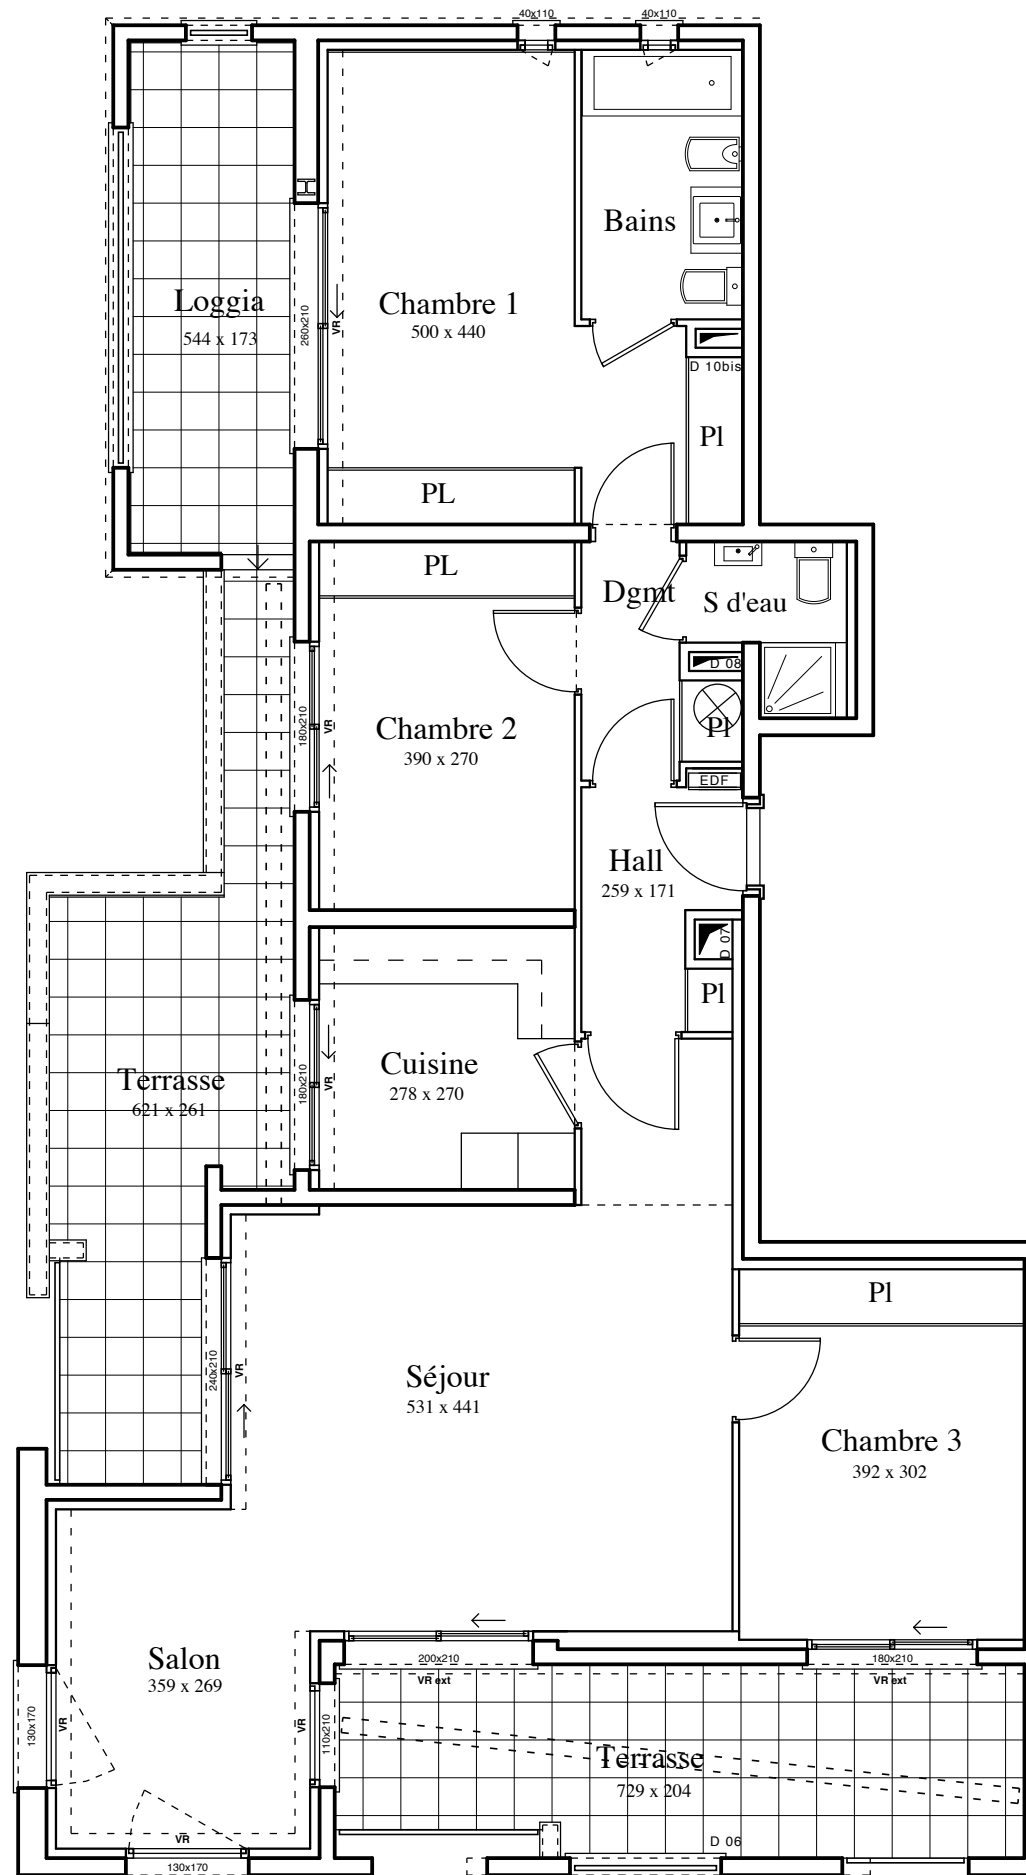 40x110
40x110
Bains
Loggia
544 x 173
260x210
VR
Chambre 1
500 x 440
D 10bis
Pl
PL
PL
Dgmt
S d'eau
D 08
Pl
EDF
180x210
VR
Chambre 2
390 x 270
Hall
259 x 171
D 07
Pl
Terrasse
621 x 261
180x210
VR
Cuisine
278 x 270
Pl
240x210
VR
Séjour
531 x 441
Chambre 3
392 x 302
Salon
359 x 269
130x170
VR
VR
110x210
200x210
VR ext
180x210
VR ext
Terrasse
729 x 204
VR
130x170
D 06